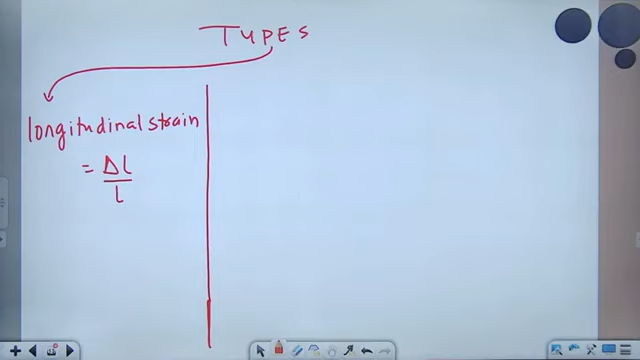 TYPES
longitudinal strain
= Δl
l